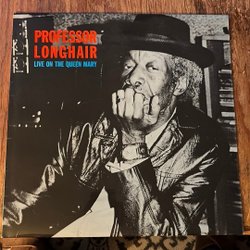 PROFESSOR
LONGHAIR
LIVE ON THE QUEEN MARY